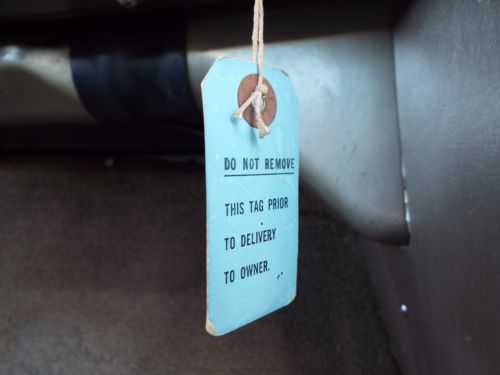 DO NOT REMOVE
THIS TAG PRIOR
TO DELIVERY
TO OWNER.